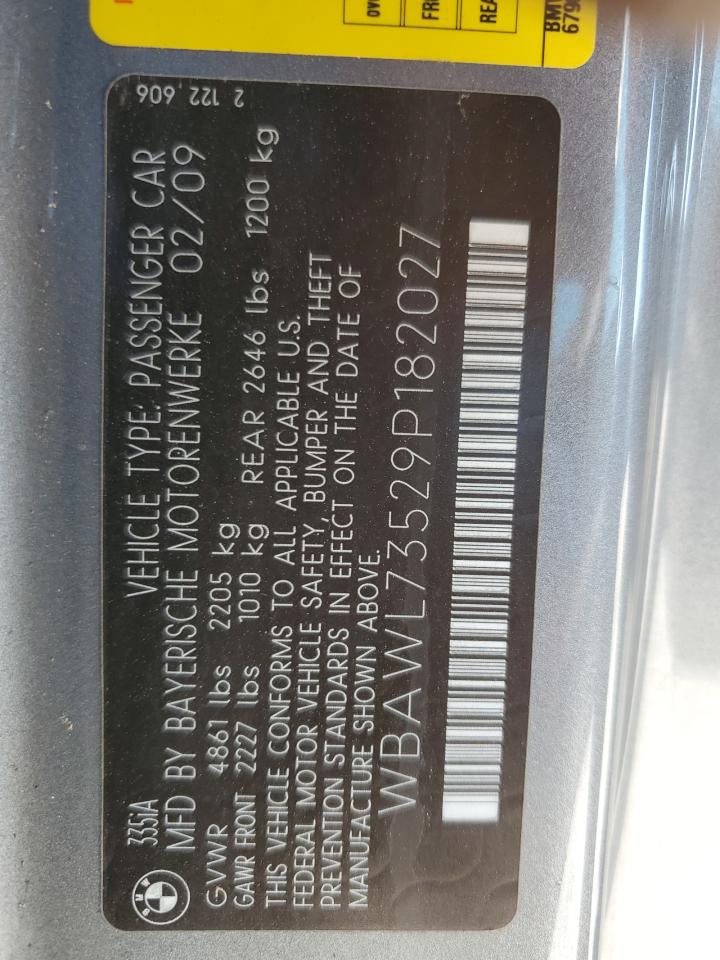 335iA VEHICLE TYPE: PASSENGER CAR
MFD BY BAYERISCHE MOTORENWERKE 02/09
GVWR 4861 lbs 2205 kg
GAWR FRONT 2227 lbs 1010 kg REAR 2646 lbs 1200 kg
THIS VEHICLE CONFORMS TO ALL APPLICABLE U.S.
FEDERAL MOTOR VEHICLE SAFETY, BUMPER AND THEFT
PREVENTION STANDARDS IN EFFECT ON THE DATE OF
MANUFACTURE SHOWN ABOVE.
WBAWL73529P182027
2 122 606
BMW